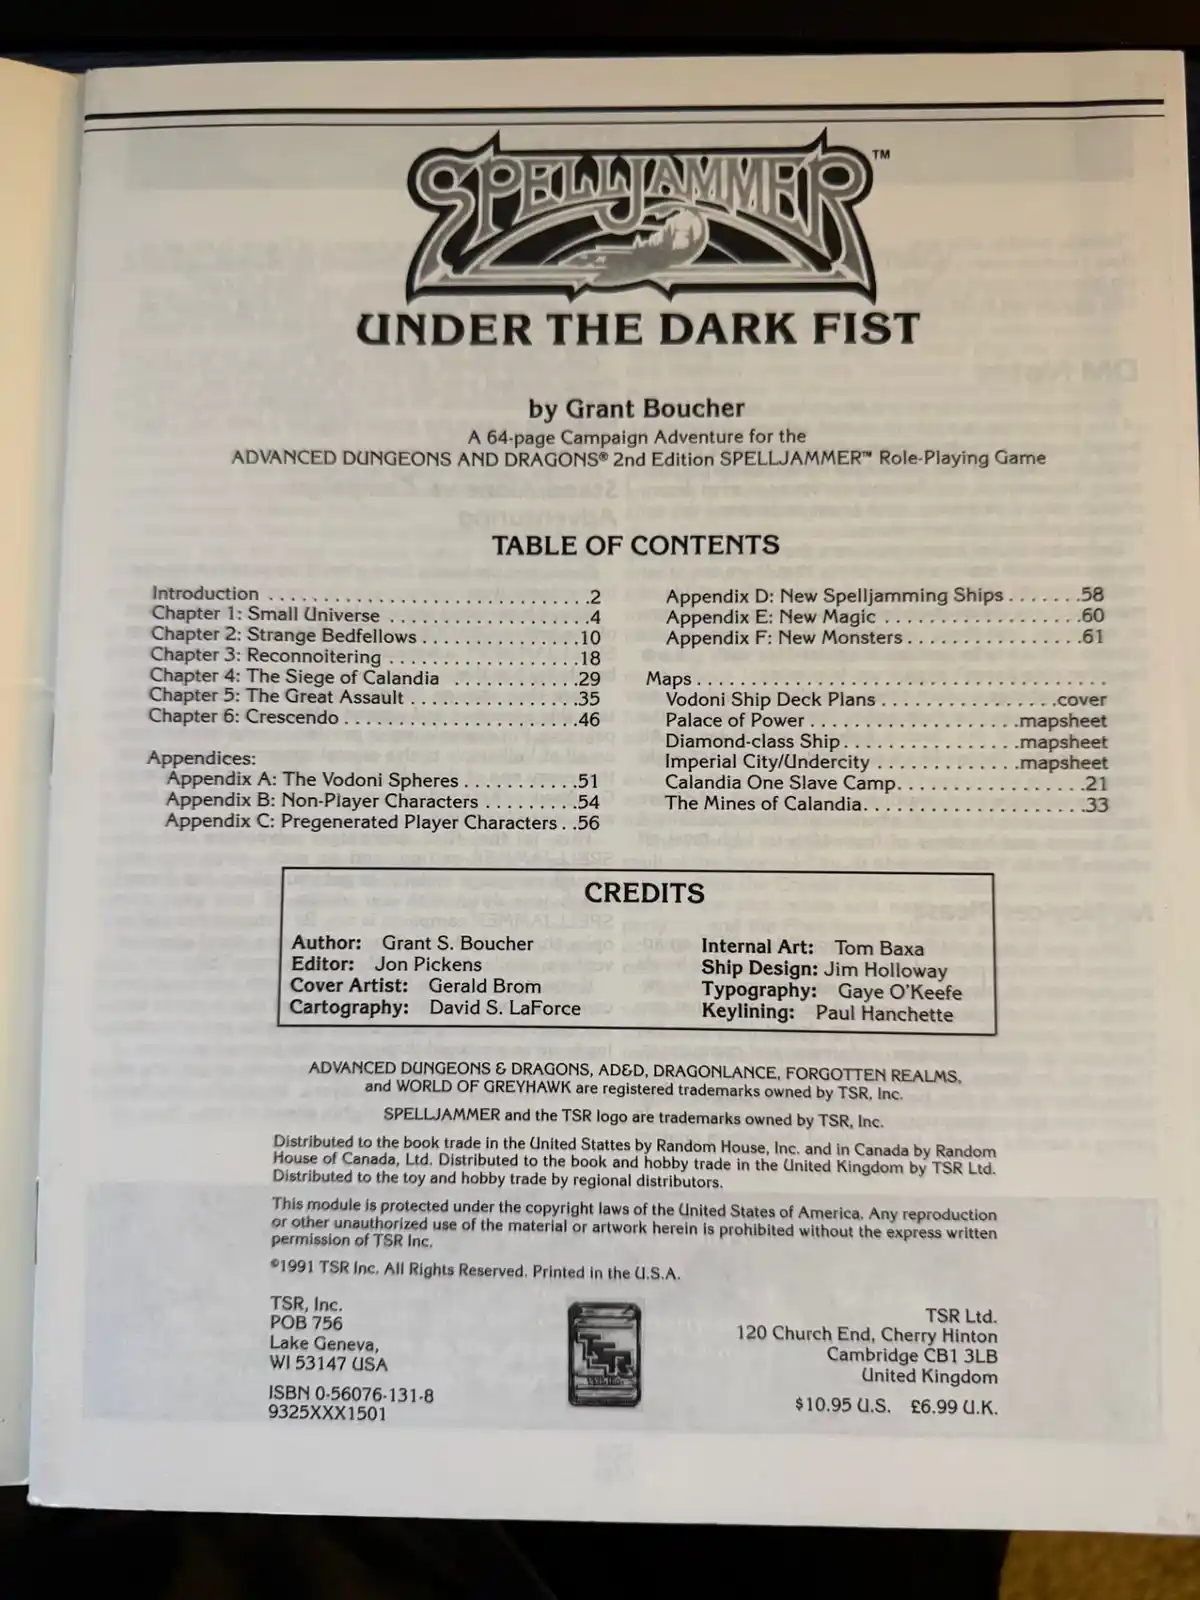 SPELLJAMMER™
UNDER THE DARK FIST
by Grant Boucher
A 64-page Campaign Adventure for the
ADVANCED DUNGEONS AND DRAGONS® 2nd Edition SPELLJAMMER™ Role-Playing Game
TABLE OF CONTENTS
Introduction . . . . . . . . . . . . . . . . . . . . . . . . . . . . . .2
Chapter 1: Small Universe . . . . . . . . . . . . . . . . . . .4
Chapter 2: Strange Bedfellows . . . . . . . . . . . . . . .10
Chapter 3: Reconnoitering . . . . . . . . . . . . . . . . . .18
Chapter 4: The Siege of Calandia . . . . . . . . . . . .29
Chapter 5: The Great Assault . . . . . . . . . . . . . . . .35
Chapter 6: Crescendo . . . . . . . . . . . . . . . . . . . . . .46
Appendices:
Appendix A: The Vodoni Spheres . . . . . . . . . . .51
Appendix B: Non-Player Characters . . . . . . . . .54
Appendix C: Pregenerated Player Characters . .56
Appendix D: New Spelljamming Ships . . . . . . .58
Appendix E: New Magic . . . . . . . . . . . . . . . . . .60
Appendix F: New Monsters . . . . . . . . . . . . . . . .61
Maps . . . . . . . . . . . . . . . . . . . . . . . . . . . . . . . . . . . . . .
Vodoni Ship Deck Plans . . . . . . . . . . . . . . . .cover
Palace of Power . . . . . . . . . . . . . . . . . . .mapsheet
Diamond-class Ship. . . . . . . . . . . . . . . .mapsheet
Imperial City/Undercity . . . . . . . . . . . . .mapsheet
Calandia One Slave Camp. . . . . . . . . . . . . . . . .21
The Mines of Calandia. . . . . . . . . . . . . . . . . . . .33
CREDITS
Author: Grant S. Boucher
Editor: Jon Pickens
Cover Artist: Gerald Brom
Cartography: David S. LaForce
Internal Art: Tom Baxa
Ship Design: Jim Holloway
Typography: Gaye O'Keefe
Keylining: Paul Hanchette
ADVANCED DUNGEONS & DRAGONS, AD&D, DRAGONLANCE, FORGOTTEN REALMS,
and WORLD OF GREYHAWK are registered trademarks owned by TSR, Inc.
SPELLJAMMER and the TSR logo are trademarks owned by TSR, Inc.
Distributed to the book trade in the United Stattes by Random House, Inc. and in Canada by Random
House of Canada, Ltd. Distributed to the book and hobby trade in the United Kingdom by TSR Ltd.
Distributed to the toy and hobby trade by regional distributors.
This module is protected under the copyright laws of the United States of America. Any reproduction
or other unauthorized use of the material or artwork herein is prohibited without the express written
permission of TSR Inc.
©1991 TSR Inc. All Rights Reserved. Printed in the U.S.A.
TSR, Inc.
POB 756
Lake Geneva,
WI 53147 USA
ISBN 0-56076-131-8
9325XXX1501
TSR
TSR Ltd.
120 Church End, Cherry Hinton
Cambridge CB1 3LB
United Kingdom
$10.95 U.S. £6.99 U.K.